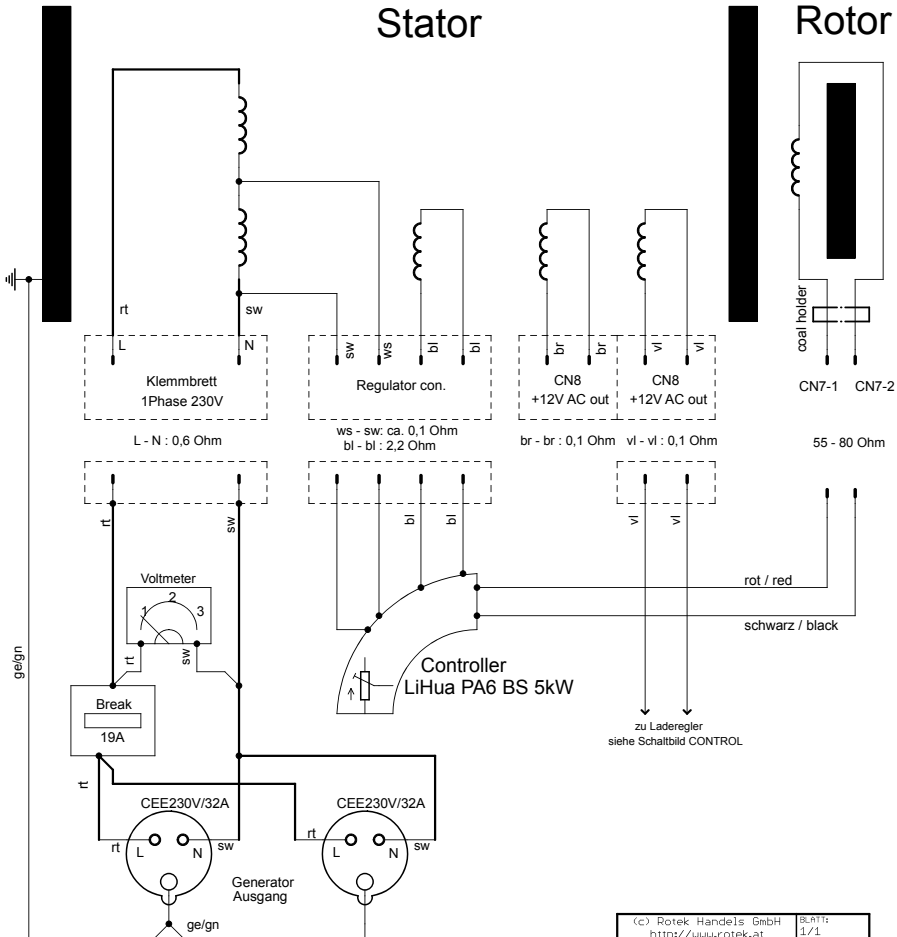 Stator
Rotor
rt
sw
coal holder
L
N
sw
ws
bl
bl
br
br
vl
vl
Klemmbrett
1Phase 230V
Regulator con.
CN8
+12V AC out
CN8
+12V AC out
CN7-1
CN7-2
L - N : 0,6 Ohm
ws - sw: ca. 0,1 Ohm
bl - bl : 2,2 Ohm
br - br : 0,1 Ohm
vl - vl : 0,1 Ohm
55 - 80 Ohm
rt
sw
bl
bl
vl
vl
Voltmeter
1
2
3
rt
sw
rot / red
schwarz / black
ge/gn
Controller
LiHua PA6 BS 5kW
Break
19A
zu Laderegler
siehe Schaltbild CONTROL
rt
CEE230V/32A
CEE230V/32A
rt
L
N
sw
rt
L
N
sw
Generator
Ausgang
ge/gn
(c) Rotek Handels GmbH
http://www.rotek.at
BLATT:
1/1